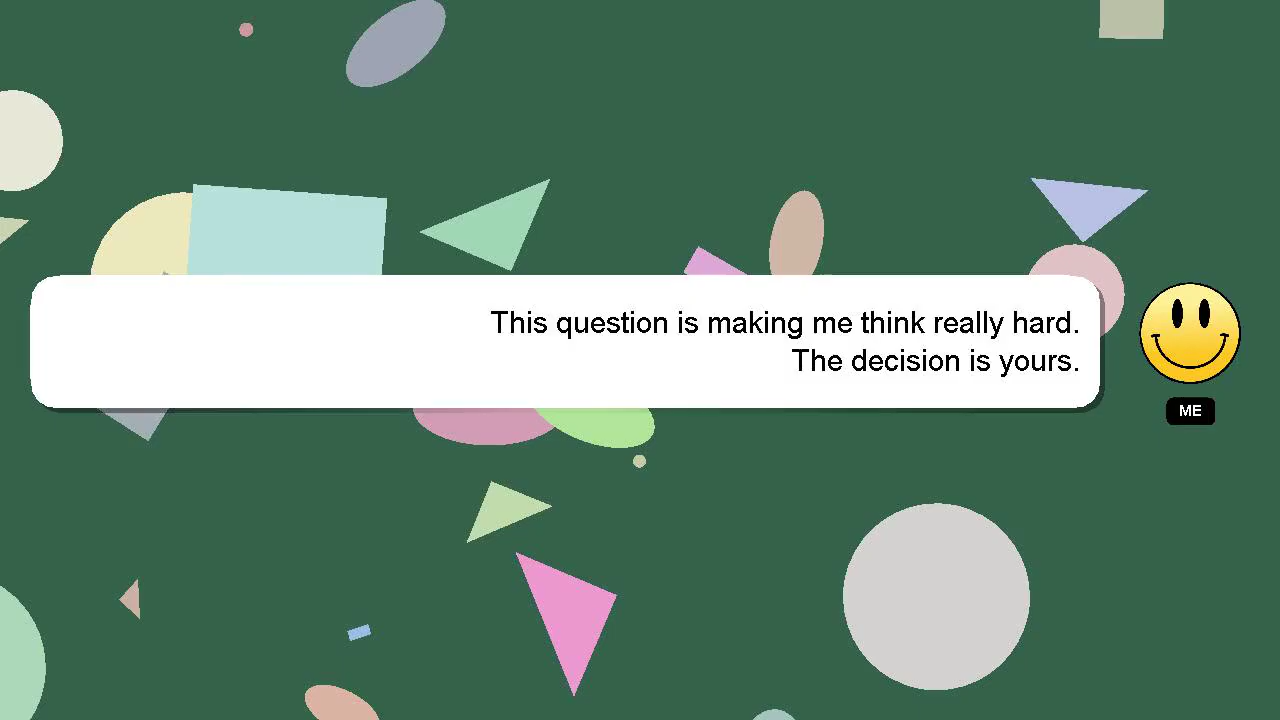 This question is making me think really hard.
The decision is yours.
ME